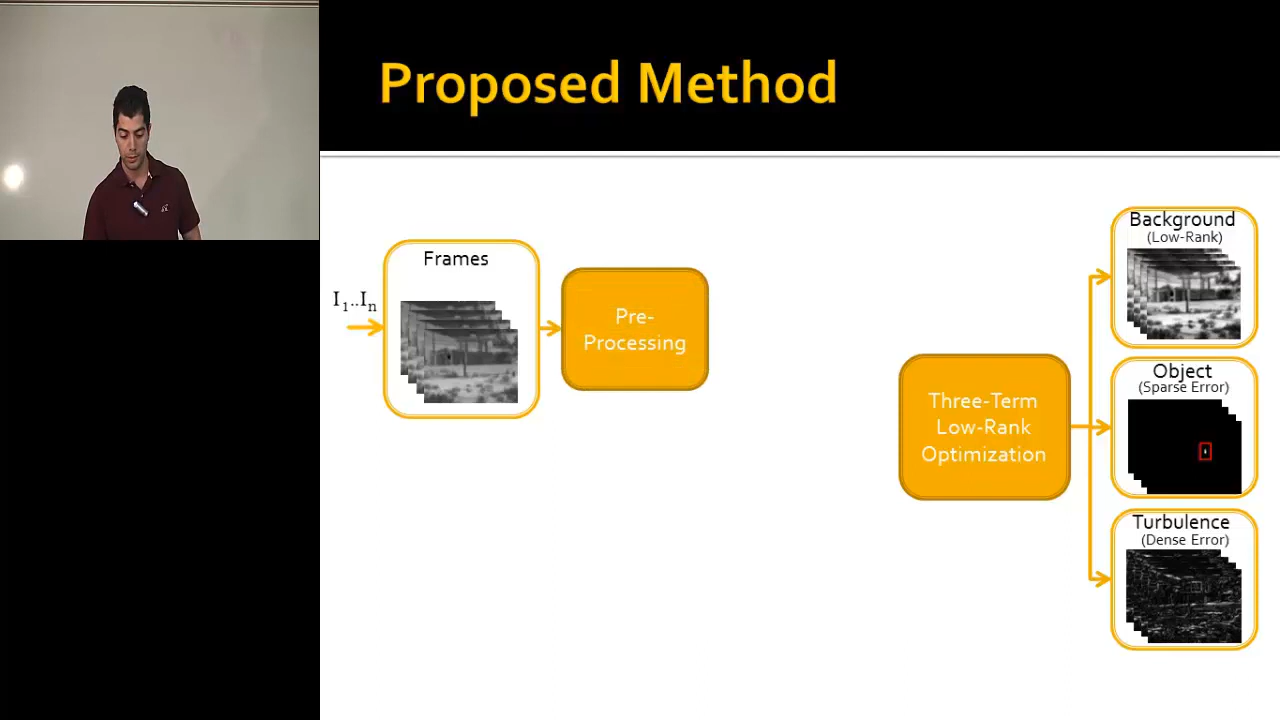 Proposed Method
Frames
I1..In
Pre-
Processing
Three-Term
Low-Rank
Optimization
Background
(Low-Rank)
Object
(Sparse Error)
Turbulence
(Dense Error)